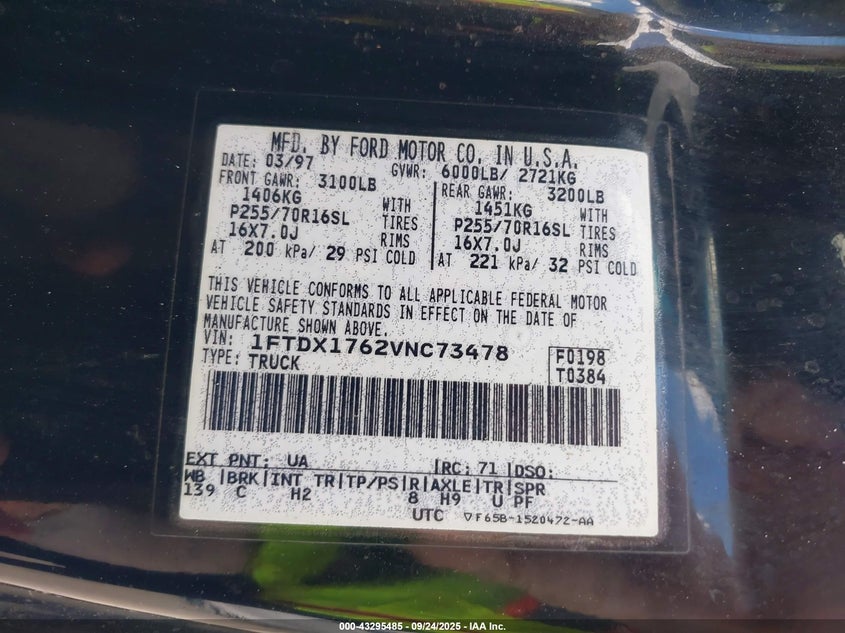 MFD. BY FORD MOTOR CO. IN U.S.A.
DATE: 03/97 GVWR: 6000LB/ 2721KG
FRONT GAWR: 3100LB REAR GAWR: 3200LB
1406KG WITH 1451KG WITH
P255/70R16SL TIRES P255/70R16SL TIRES
16X7.0J RIMS 16X7.0J RIMS
AT 200 kPa/ 29 PSI COLD AT 221 kPa/ 32 PSI COLD
THIS VEHICLE CONFORMS TO ALL APPLICABLE FEDERAL MOTOR
VEHICLE SAFETY STANDARDS IN EFFECT ON THE DATE OF
MANUFACTURE SHOWN ABOVE.
VIN: 1FTDX1762VNC73478 F0198
TYPE: TRUCK T0384
EXT PNT: UA RC: 71 DSO:
WB BRK INT TR TP/PS R AXLE TR SPR
139 C H2 8 H9 U PF
UTC ▽F65B-1520472-AA
000-43295485 - 09/24/2025 - IAA Inc.